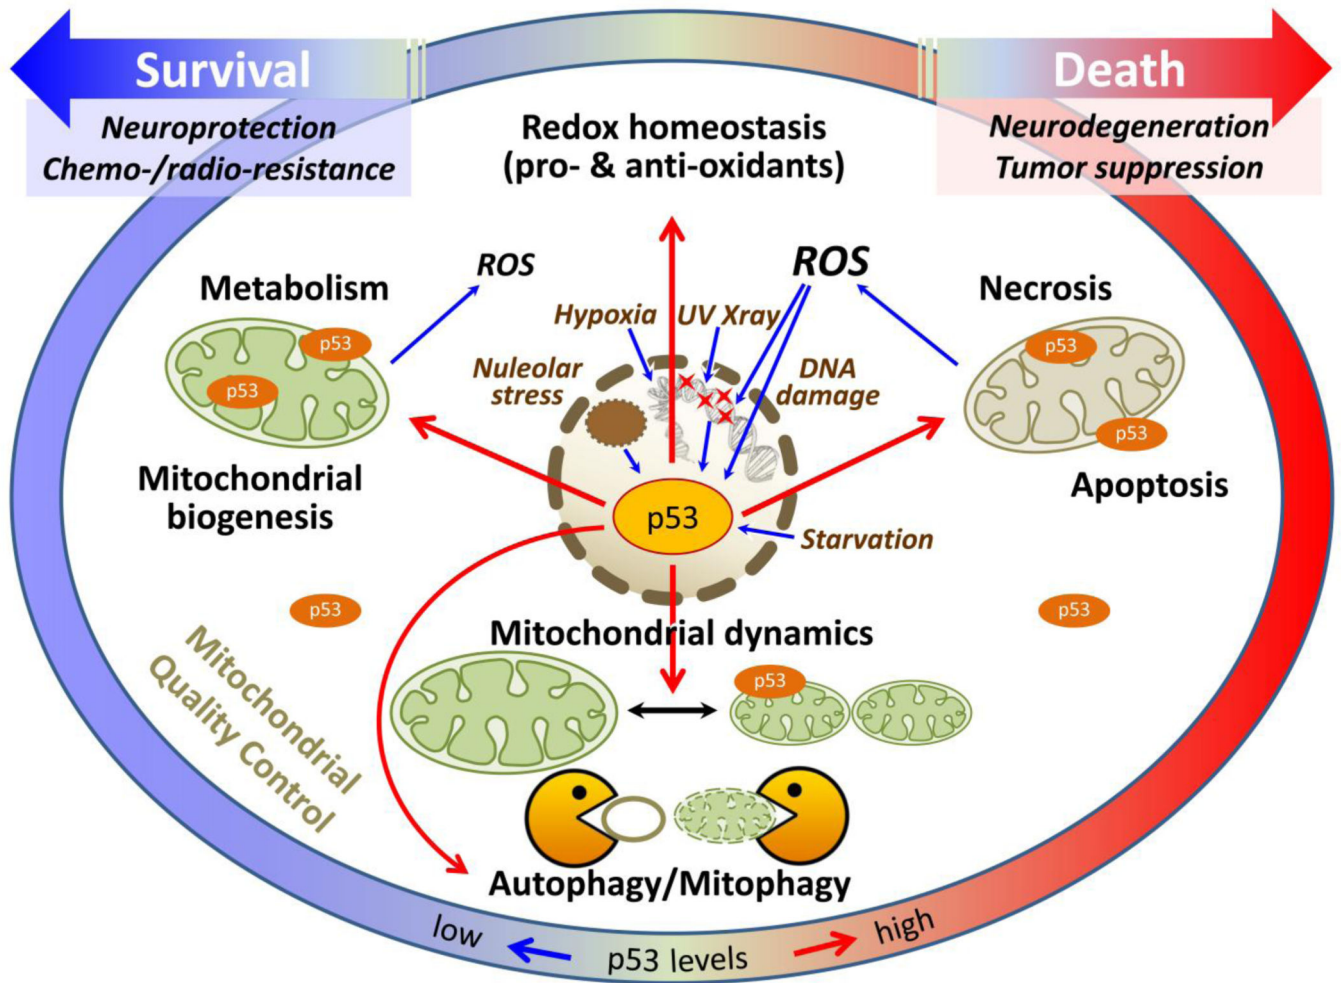 Survival
Death
Neuroprotection
Chemo-/radio-resistance
Neurodegeneration
Tumor suppression
Redox homeostasis
(pro- & anti-oxidants)
Metabolism
ROS
ROS
Necrosis
Hypoxia
UV Xray
Nuleolar
stress
DNA
damage
p53
p53
p53
p53
Mitochondrial
biogenesis
Apoptosis
p53
Starvation
p53
p53
Mitochondrial dynamics
p53
Mitochondrial
Quality Control
Autophagy/Mitophagy
low
p53 levels
high